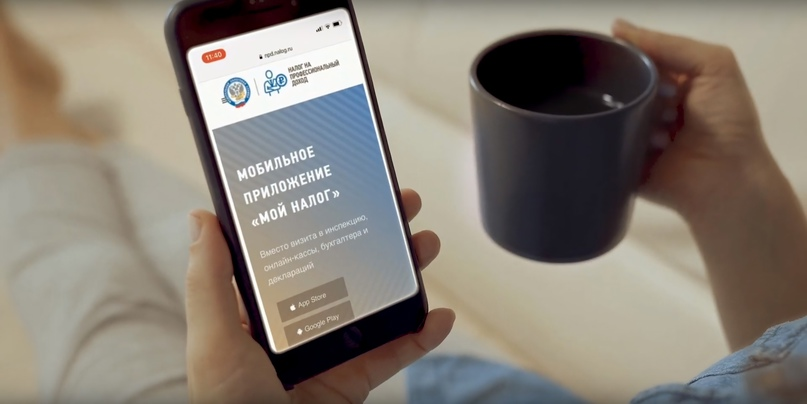 11:40
npd.nalog.ru
НАЛОГ НА
ПРОФЕССИОНАЛЬНЫЙ
ДОХОД
МОБИЛЬНОЕ
ПРИЛОЖЕНИЕ
«МОЙ НАЛОГ»
Вместо визита в инспекцию,
онлайн-кассы, бухгалтера и
деклараций
App Store
Google Play